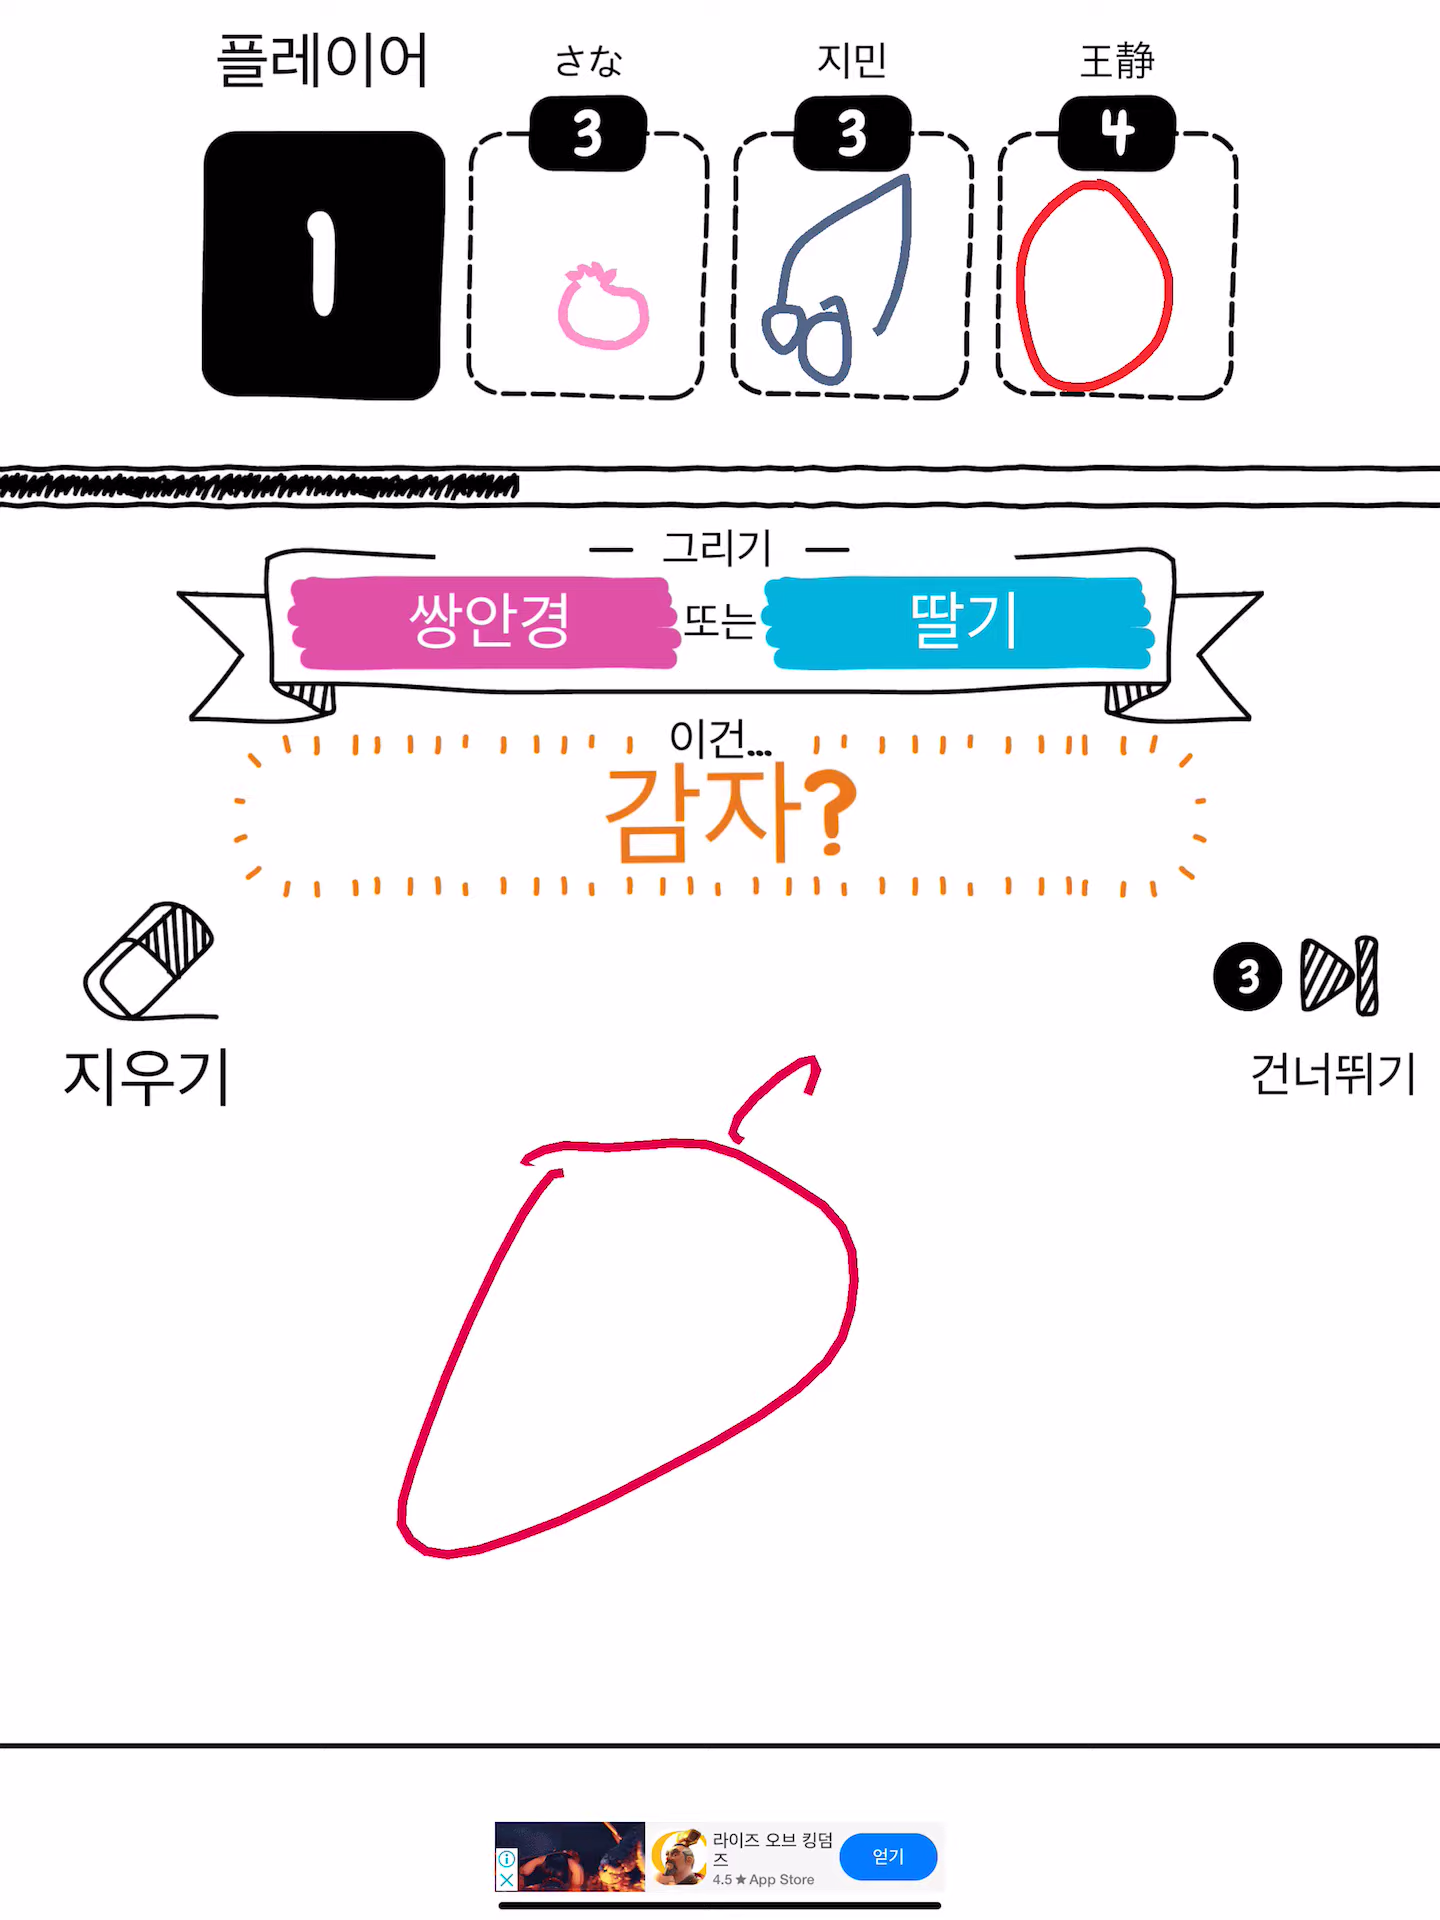 플레이어
1
さな
3
지민
3
王静
4
그리기
쌍안경 또는 딸기
이건...
감자?
지우기
3
건너뛰기
라이즈 오브 킹덤
즈
4.5 ★ App Store
얻기